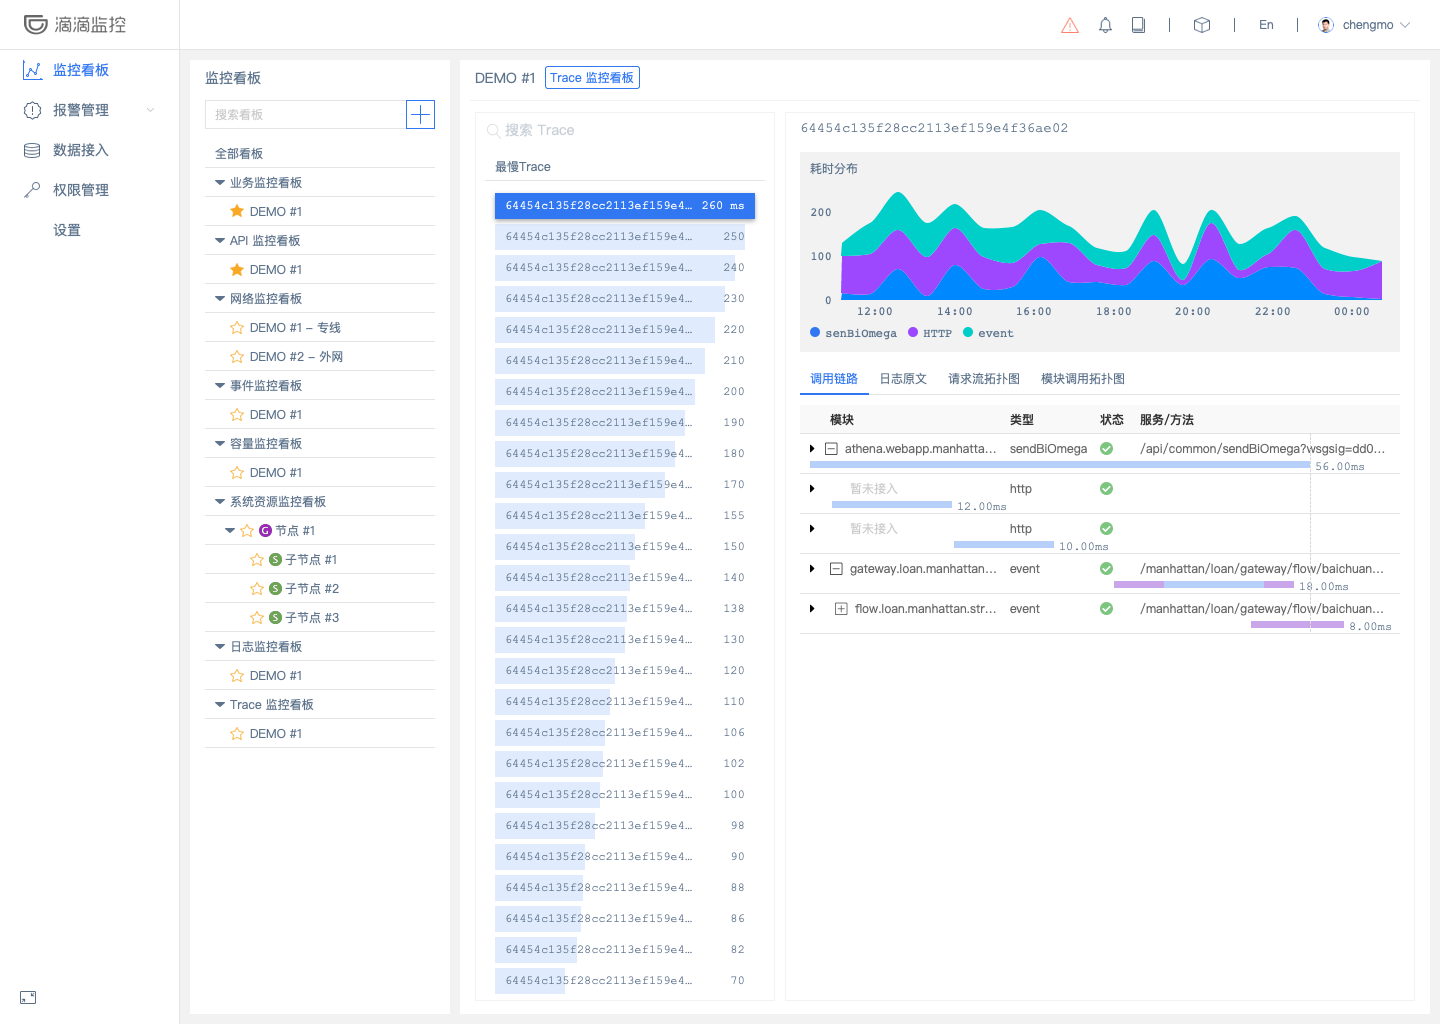 滴滴监控
En
chengmo
监控看板
报警管理
数据接入
权限管理
设置
监控看板
搜索看板
全部看板
业务监控看板
DEMO #1
API 监控看板
DEMO #1
网络监控看板
DEMO #1 – 专线
DEMO #2 – 外网
事件监控看板
DEMO #1
容量监控看板
DEMO #1
系统资源监控看板
G 节点 #1
S 子节点 #1
S 子节点 #2
S 子节点 #3
日志监控看板
DEMO #1
Trace 监控看板
DEMO #1
DEMO #1 Trace 监控看板
搜索 Trace
最慢Trace
64454c135f28cc2113ef159e4… 260 ms
64454c135f28cc2113ef159e4… 250
64454c135f28cc2113ef159e4… 240
64454c135f28cc2113ef159e4… 230
64454c135f28cc2113ef159e4… 220
64454c135f28cc2113ef159e4… 210
64454c135f28cc2113ef159e4… 200
64454c135f28cc2113ef159e4… 190
64454c135f28cc2113ef159e4… 180
64454c135f28cc2113ef159e4… 170
64454c135f28cc2113ef159e4… 155
64454c135f28cc2113ef159e4… 150
64454c135f28cc2113ef159e4… 140
64454c135f28cc2113ef159e4… 138
64454c135f28cc2113ef159e4… 130
64454c135f28cc2113ef159e4… 120
64454c135f28cc2113ef159e4… 110
64454c135f28cc2113ef159e4… 106
64454c135f28cc2113ef159e4… 102
64454c135f28cc2113ef159e4… 100
64454c135f28cc2113ef159e4… 98
64454c135f28cc2113ef159e4… 90
64454c135f28cc2113ef159e4… 88
64454c135f28cc2113ef159e4… 86
64454c135f28cc2113ef159e4… 82
64454c135f28cc2113ef159e4… 70
64454c135f28cc2113ef159e4f36ae02
耗时分布
200
100
0
12:00 14:00 16:00 18:00 20:00 22:00 00:00
senBiOmega HTTP event
调用链路 日志原文 请求流拓扑图 模块调用拓扑图
模块 类型 状态 服务/方法
athena.webapp.manhatta… sendBiOmega /api/common/sendBiOmega?wsgsig=dd0…
56.00ms
暂未接入 http
12.00ms
暂未接入 http
10.00ms
gateway.loan.manhattan… event /manhattan/loan/gateway/flow/baichuan…
18.00ms
flow.loan.manhattan.str… event /manhattan/loan/gateway/flow/baichuan…
8.00ms